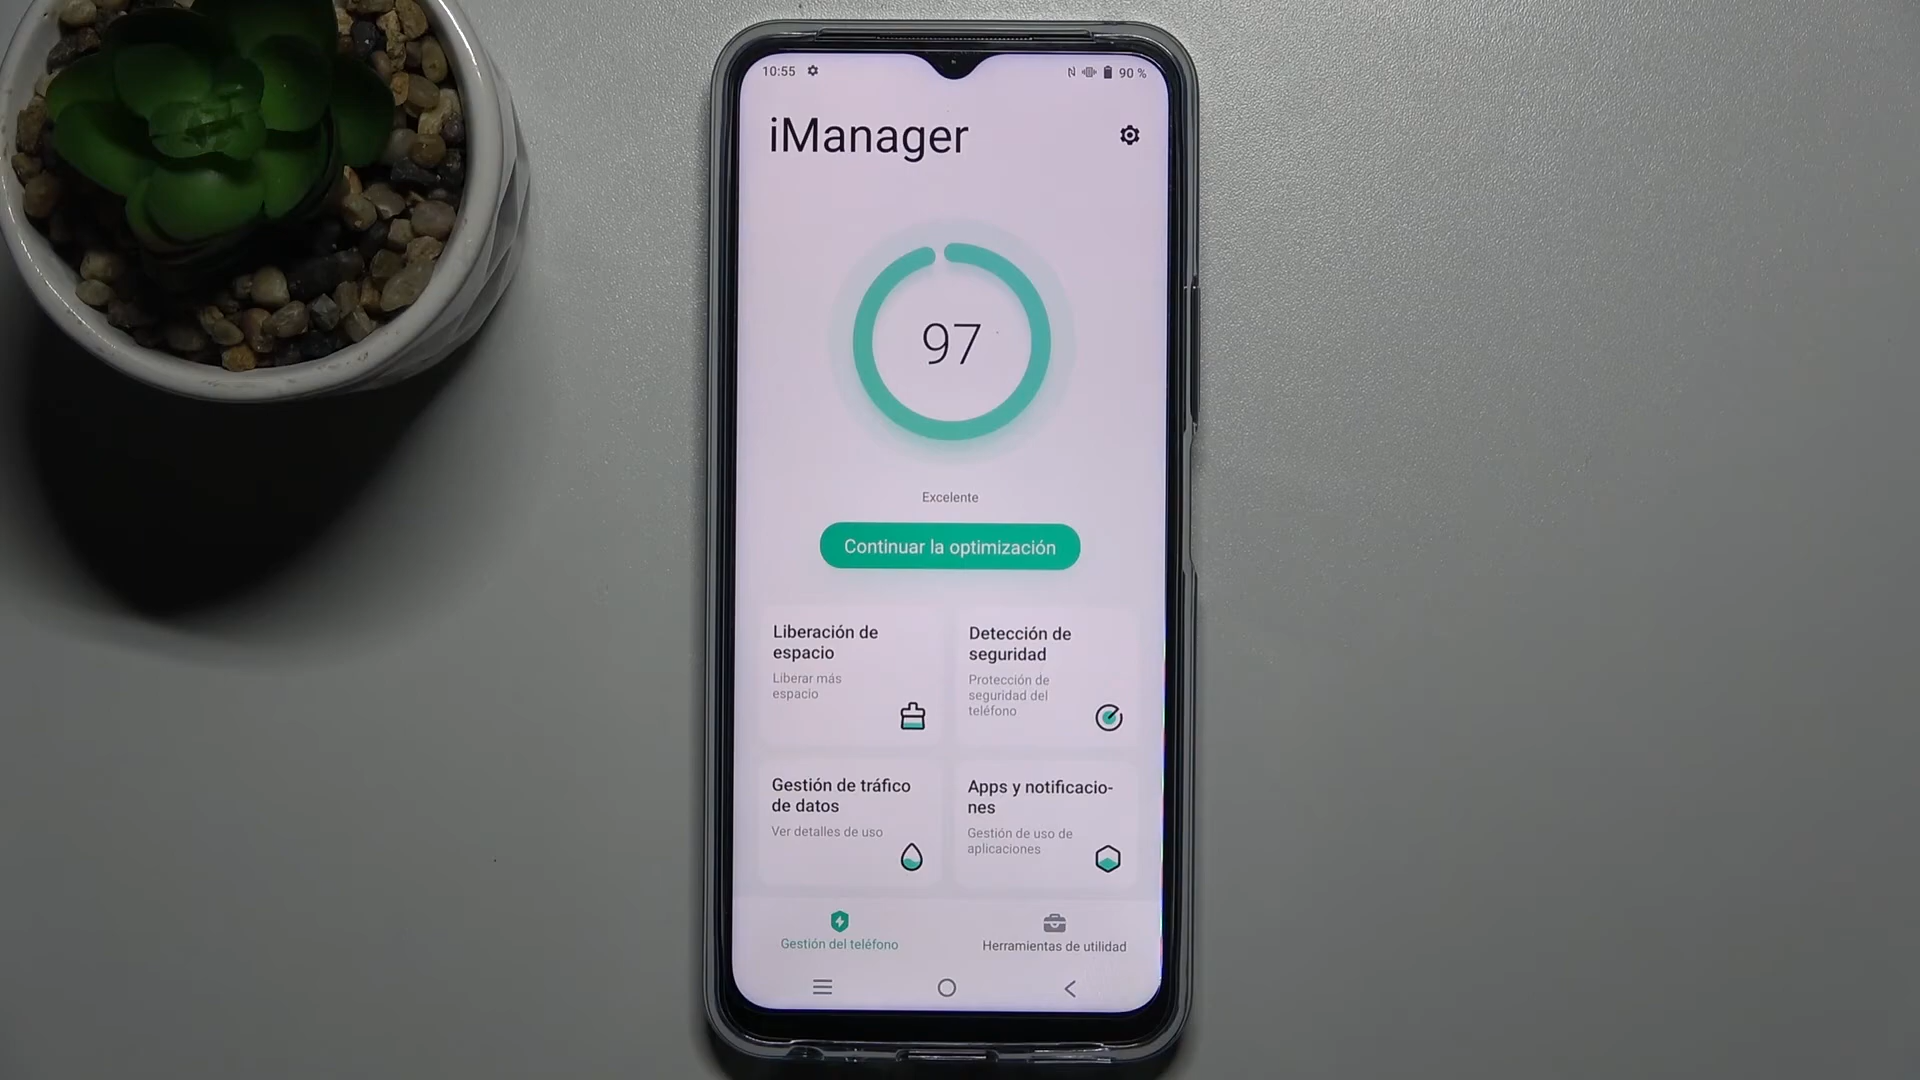 10:55
90 %
iManager
97
Excelente
Continuar la optimización
Liberación de
espacio
Liberar más
espacio
Detección de
seguridad
Protección de
seguridad del
teléfono
Gestión de tráfico
de datos
Ver detalles de uso
Apps y notificacio-
nes
Gestión de uso de
aplicaciones
Gestión del teléfono
Herramientas de utilidad